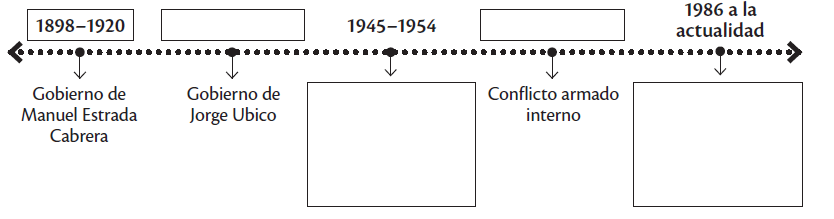 1898–1920
1945–1954
1986 a la
actualidad
Gobierno de
Manuel Estrada
Cabrera
Gobierno de
Jorge Ubico
Conflicto armado
interno